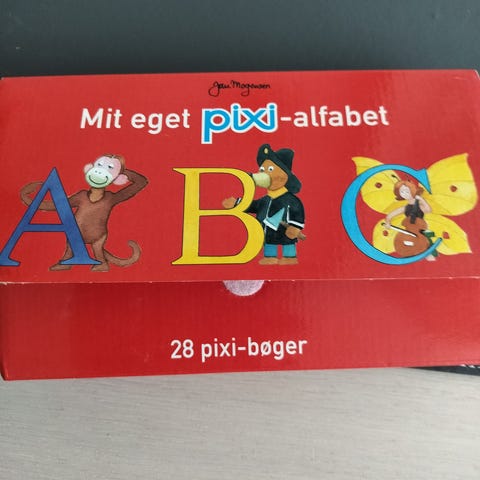 Jan Mogensen
Mit eget pixi-alfabet
A B C
28 pixi-bøger